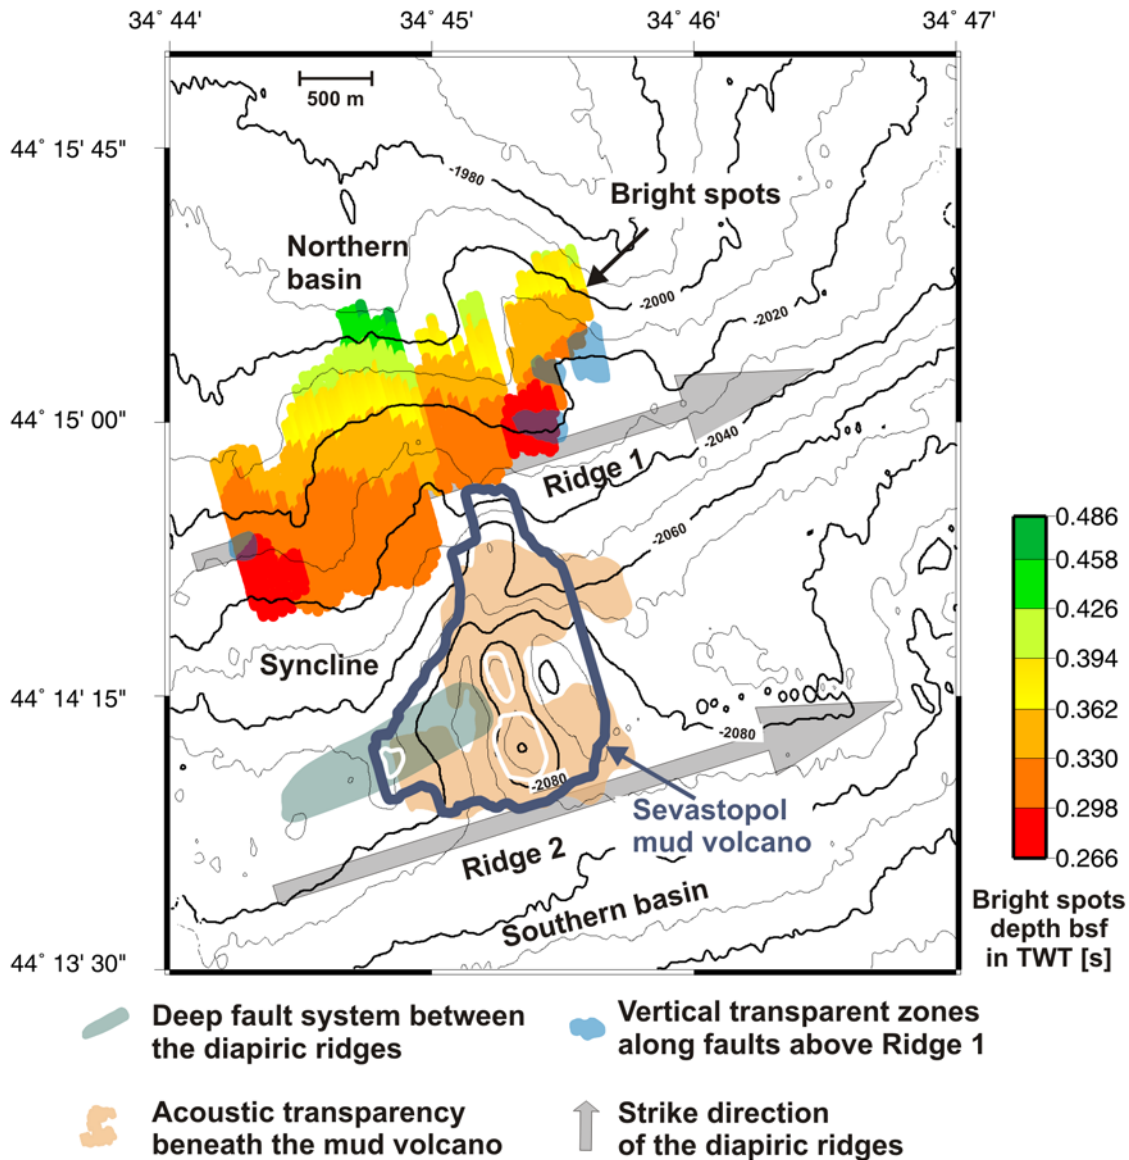 34° 44' 34° 45' 34° 46' 34° 47'
500 m
44° 15' 45"
-1980
Bright spots
Northern
basin
-2000
-2020
44° 15' 00"
-2040
Ridge 1
-2060
0.486
0.458
0.426
0.394
0.362
0.330
0.298
0.266
Syncline
44° 14' 15"
-2080
-2080
Sevastopol
mud volcano
Ridge 2
Southern basin
Bright spots
depth bsf
in TWT [s]
44° 13' 30"
Deep fault system between
the diapiric ridges
Vertical transparent zones
along faults above Ridge 1
Acoustic transparency
beneath the mud volcano
Strike direction
of the diapiric ridges